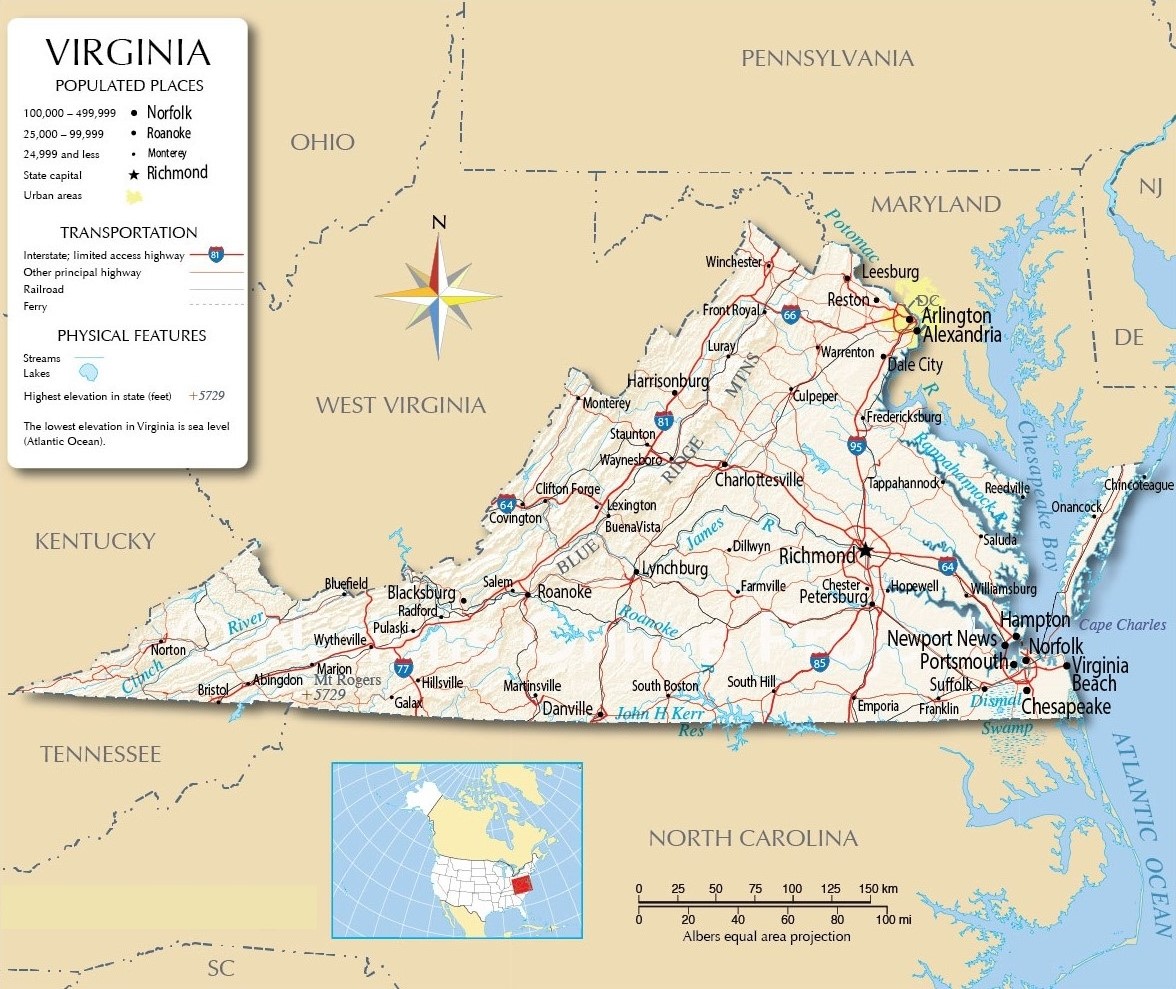 VIRGINIA
POPULATED PLACES
100,000 – 499,999 Norfolk
25,000 – 99,999 Roanoke
24,999 and less Monterey
State capital Richmond
Urban areas
TRANSPORTATION
Interstate; limited access highway 81
Other principal highway
Railroad
Ferry
PHYSICAL FEATURES
Streams
Lakes
Highest elevation in state (feet) +5729
The lowest elevation in Virginia is sea level
(Atlantic Ocean).
PENNSYLVANIA
OHIO
NJ
MARYLAND
N
Potomac
R
Winchester
Leesburg
Reston
DC
Front Royal
66
Arlington
Alexandria
DE
Luray
Warrenton
Dale City
MTNS
Harrisonburg
WEST VIRGINIA
Monterey
Culpeper
81
Fredericksburg
Staunton
95
Waynesboro
RIDGE
Rappahannock R
Chesapeake Bay
Charlottesville
Tappahannock
Reedville
Chincoteague
Clifton Forge
64
Covington
Lexington
Onancock
BuenaVista
James
R
KENTUCKY
Saluda
BLUE
Dillwyn
Richmond
64
Lynchburg
Bluefield
Salem
Blacksburg
Roanoke
Farmville
Chester
Hopewell
Williamsburg
Petersburg
Radford
River
Roanoke
R
Hampton
Cape Charles
Pulaski
Wytheville
Newport News
Norfolk
Norton
Portsmouth
Virginia
Beach
Clinch
77
85
Marion
Abingdon
Mt Rogers
+5729
Hillsville
Bristol
Martinsville
South Boston
South Hill
Suffolk
Galax
Danville
John H Kerr
Res
Emporia
Franklin
Dismal
Swamp
Chesapeake
TENNESSEE
ATLANTIC OCEAN
NORTH CAROLINA
0 25 50 75 100 125 150 km
0 20 40 60 80 100 mi
Albers equal area projection
SC